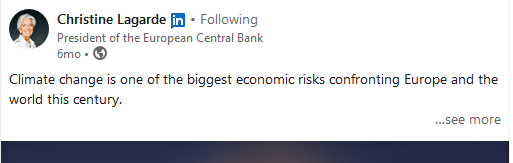 Christine Lagarde in • Following
President of the European Central Bank
6mo •
Climate change is one of the biggest economic risks confronting Europe and the
world this century.
...see more